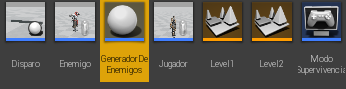 Disparo
Enemigo
Generador De
Enemigos
Jugador
Level1
Level2
Modo
Supervivencia